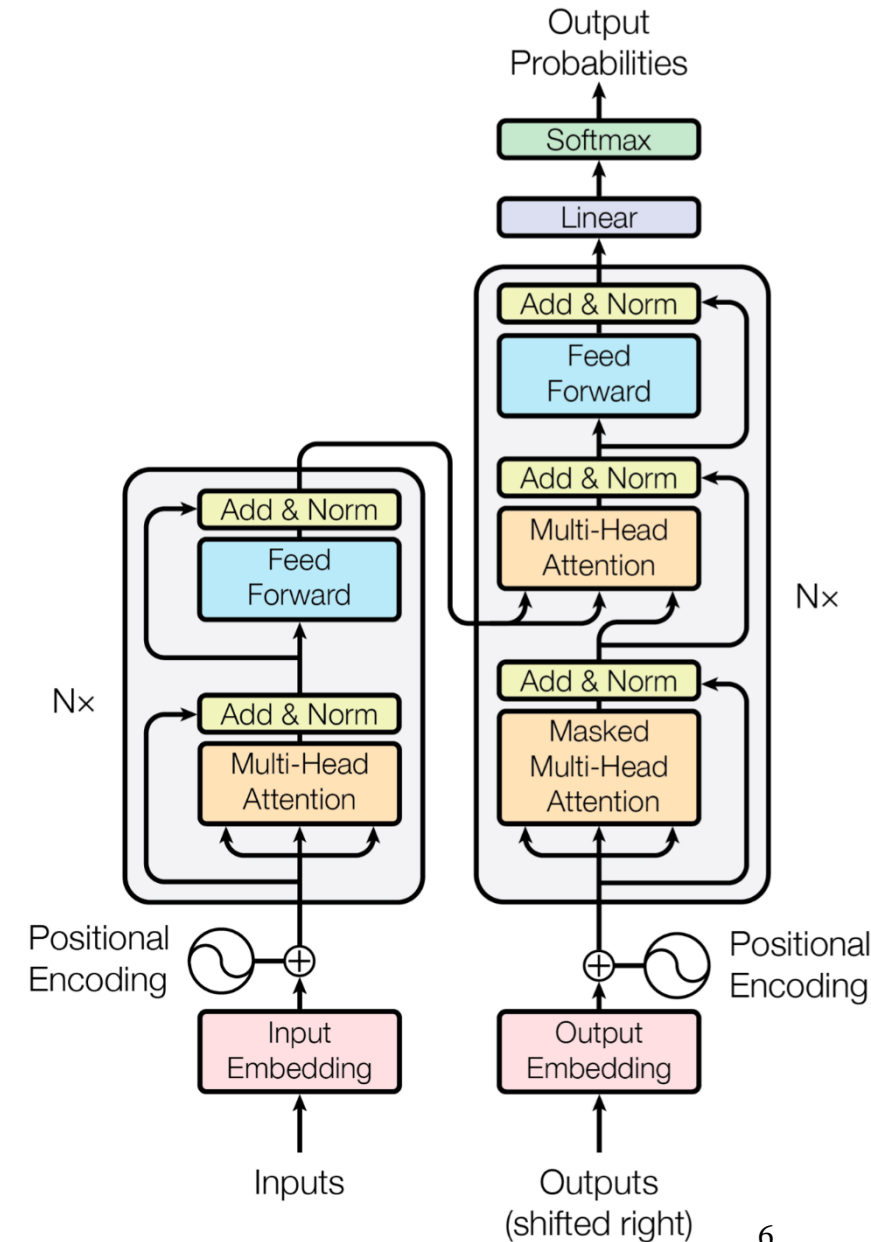 Output
Probabilities
Softmax
Linear
Add & Norm
Feed
Forward
Add & Norm
Multi-Head
Attention
N×
Add & Norm
Masked
Multi-Head
Attention
Add & Norm
Feed
Forward
N×
Add & Norm
Multi-Head
Attention
Positional
Encoding
Positional
Encoding
Input
Embedding
Output
Embedding
Inputs
Outputs
(shifted right)
6